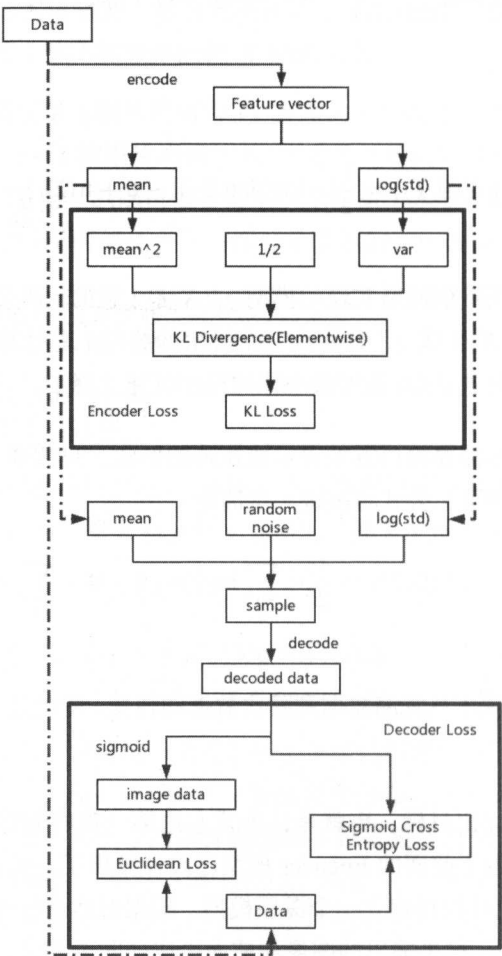 Data
encode
Feature vector
mean
log(std)
mean^2
1/2
var
KL Divergence(Elementwise)
Encoder Loss
KL Loss
mean
random
noise
log(std)
sample
decode
decoded data
Decoder Loss
sigmoid
image data
Sigmoid Cross
Entropy Loss
Euclidean Loss
Data